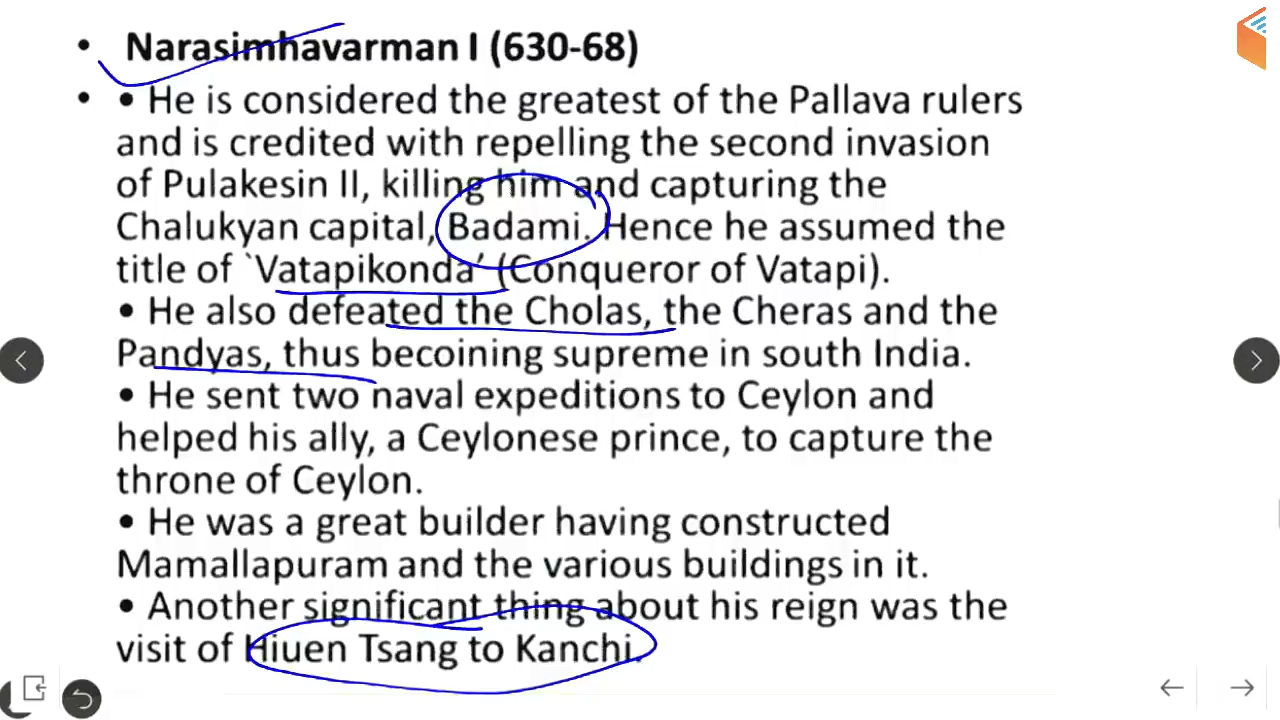 • Narasimhavarman I (630-68)
• • He is considered the greatest of the Pallava rulers
and is credited with repelling the second invasion
of Pulakesin II, killing him and capturing the
Chalukyan capital, Badami. Hence he assumed the
title of `Vatapikonda’ (Conqueror of Vatapi).
• He also defeated the Cholas, the Cheras and the
Pandyas, thus becoining supreme in south India.
• He sent two naval expeditions to Ceylon and
helped his ally, a Ceylonese prince, to capture the
throne of Ceylon.
• He was a great builder having constructed
Mamallapuram and the various buildings in it.
• Another significant thing about his reign was the
visit of Hiuen Tsang to Kanchi.